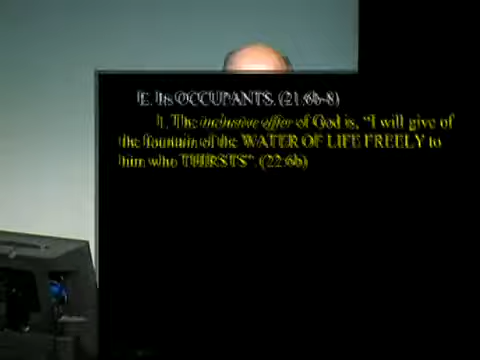 E. Its OCCUPANTS. (21:6b-8)
1. The inclusive offer of God is, "I will give of
the fountain of the WATER OF LIFE FREELY to
him who THIRSTS". (22:6b)